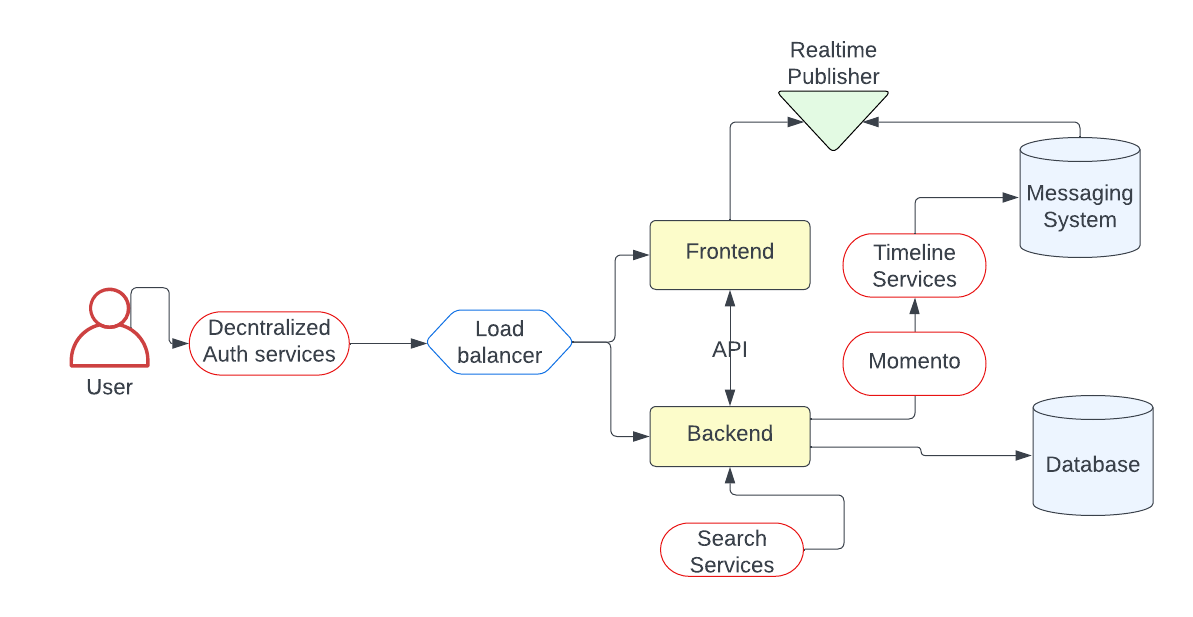 Realtime
Publisher
Messaging
System
Frontend
Timeline
Services
Decntralized
Auth services
Load
balancer
API
Momento
User
Backend
Database
Search
Services